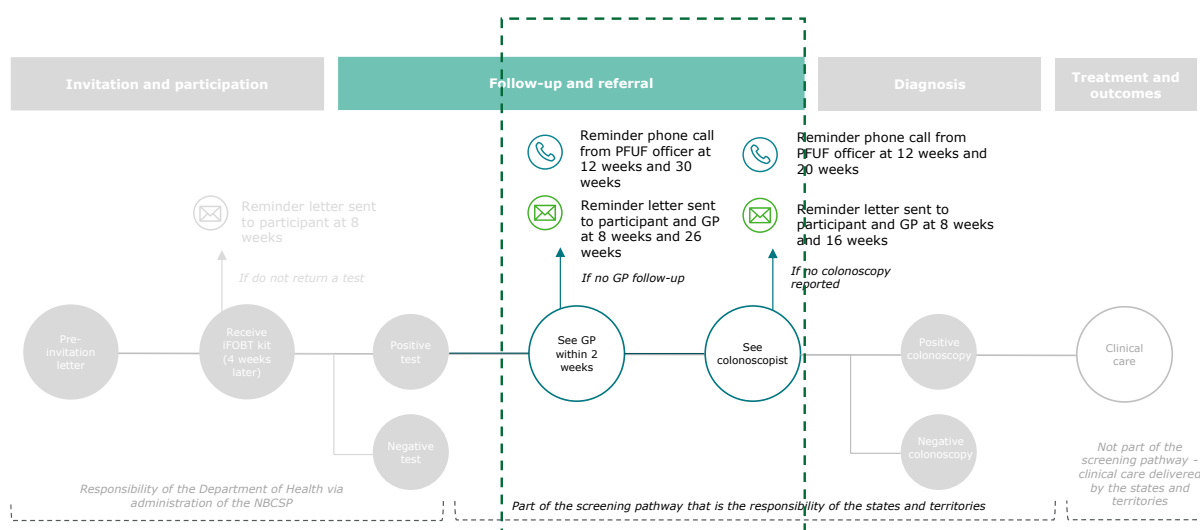 Invitation and participation
Follow-up and referral
Diagnosis
Treatment and
outcomes
Reminder phone call
from PFUF officer at
12 weeks and 30
weeks
Reminder phone call from
PFUF officer at 12 weeks and
20 weeks
Reminder letter sent
to participant at 8
weeks
Reminder letter sent
to participant and GP
at 8 weeks and 26
weeks
Reminder letter sent to
participant and GP at 8 weeks
and 16 weeks
If do not return a test
If no GP follow-up
If no colonoscopy
reported
Pre-
invitation
letter
Receive
iFOBT kit
(4 weeks
later)
Positive
test
See GP
within 2
weeks
See
colonoscopist
Positive
colonoscopy
Clinical
care
Negative
test
Negative
colonoscopy
Responsibility of the Department of Health via
administration of the NBCSP
Part of the screening pathway that is the responsibility of the states and territories
Not part of the
screening pathway -
clinical care delivered
by the states and
territories